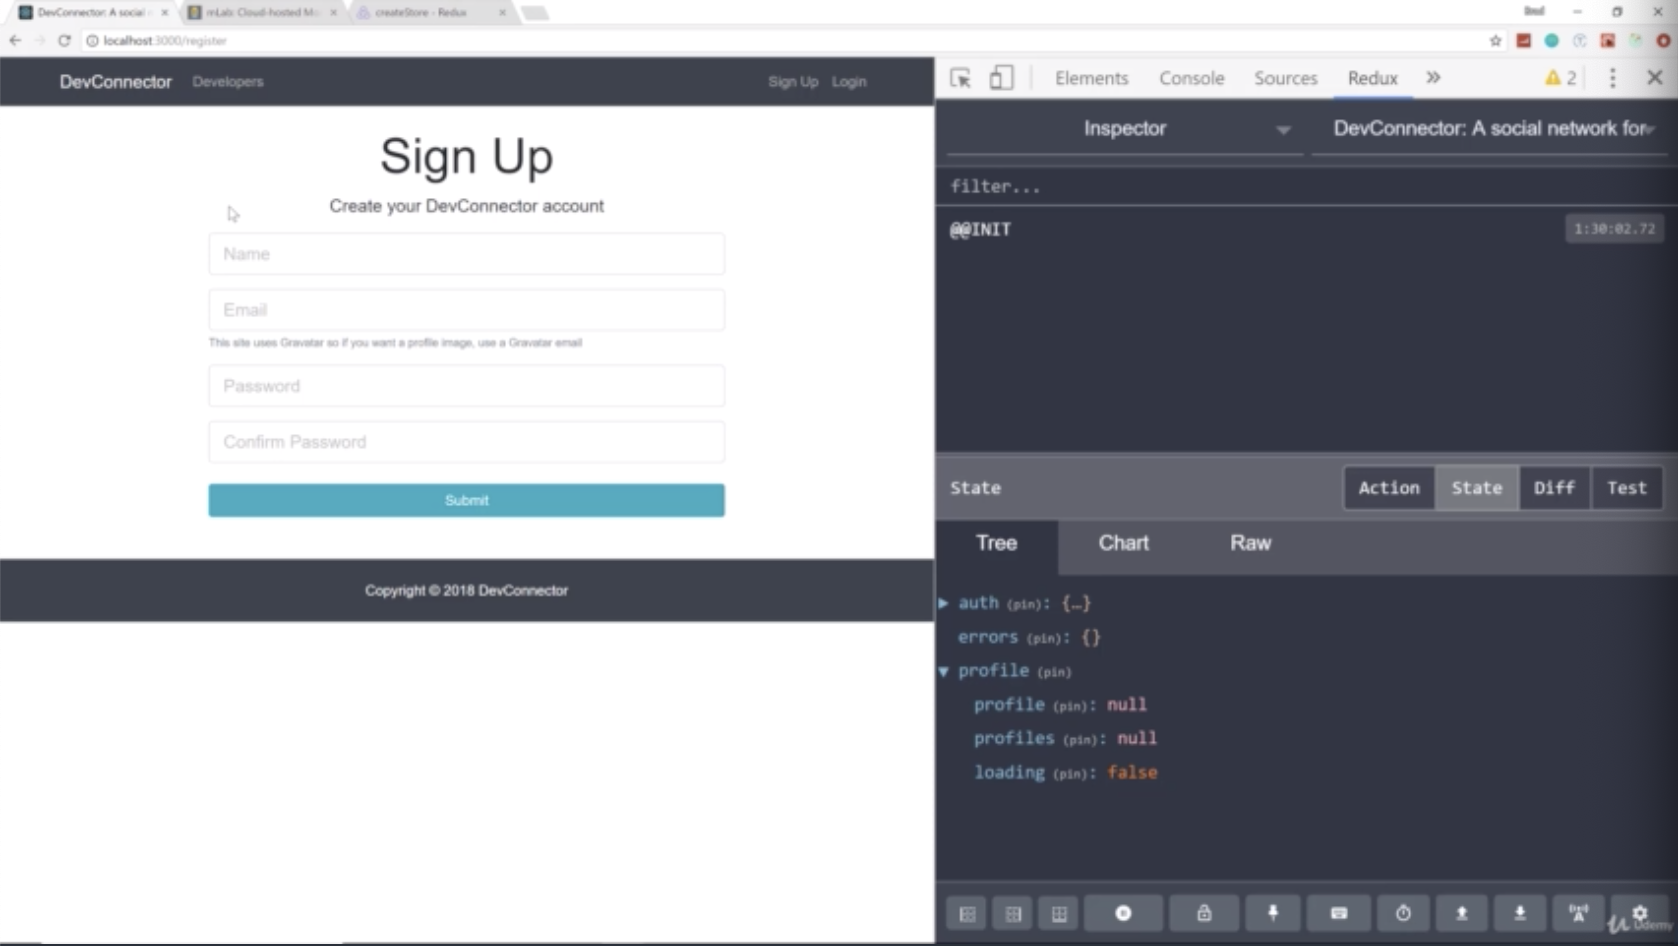 DevConnector: A social
mLab: Cloud-hosted Mo
createStore - Redux
localhost:3000/register
DevConnector
Developers
Sign Up
Login
Sign Up
Create your DevConnector account
Name
Email
This site uses Gravatar so if you want a profile image, use a Gravatar email
Password
Confirm Password
Submit
Copyright © 2018 DevConnector
Elements
Console
Sources
Redux
2
Inspector
DevConnector: A social network for
filter...
@@INIT
1:30:02.72
State
Action
State
Diff
Test
Tree
Chart
Raw
auth (pin): {…}
errors (pin): {}
profile (pin)
profile (pin): null
profiles (pin): null
loading (pin): false
Udemy